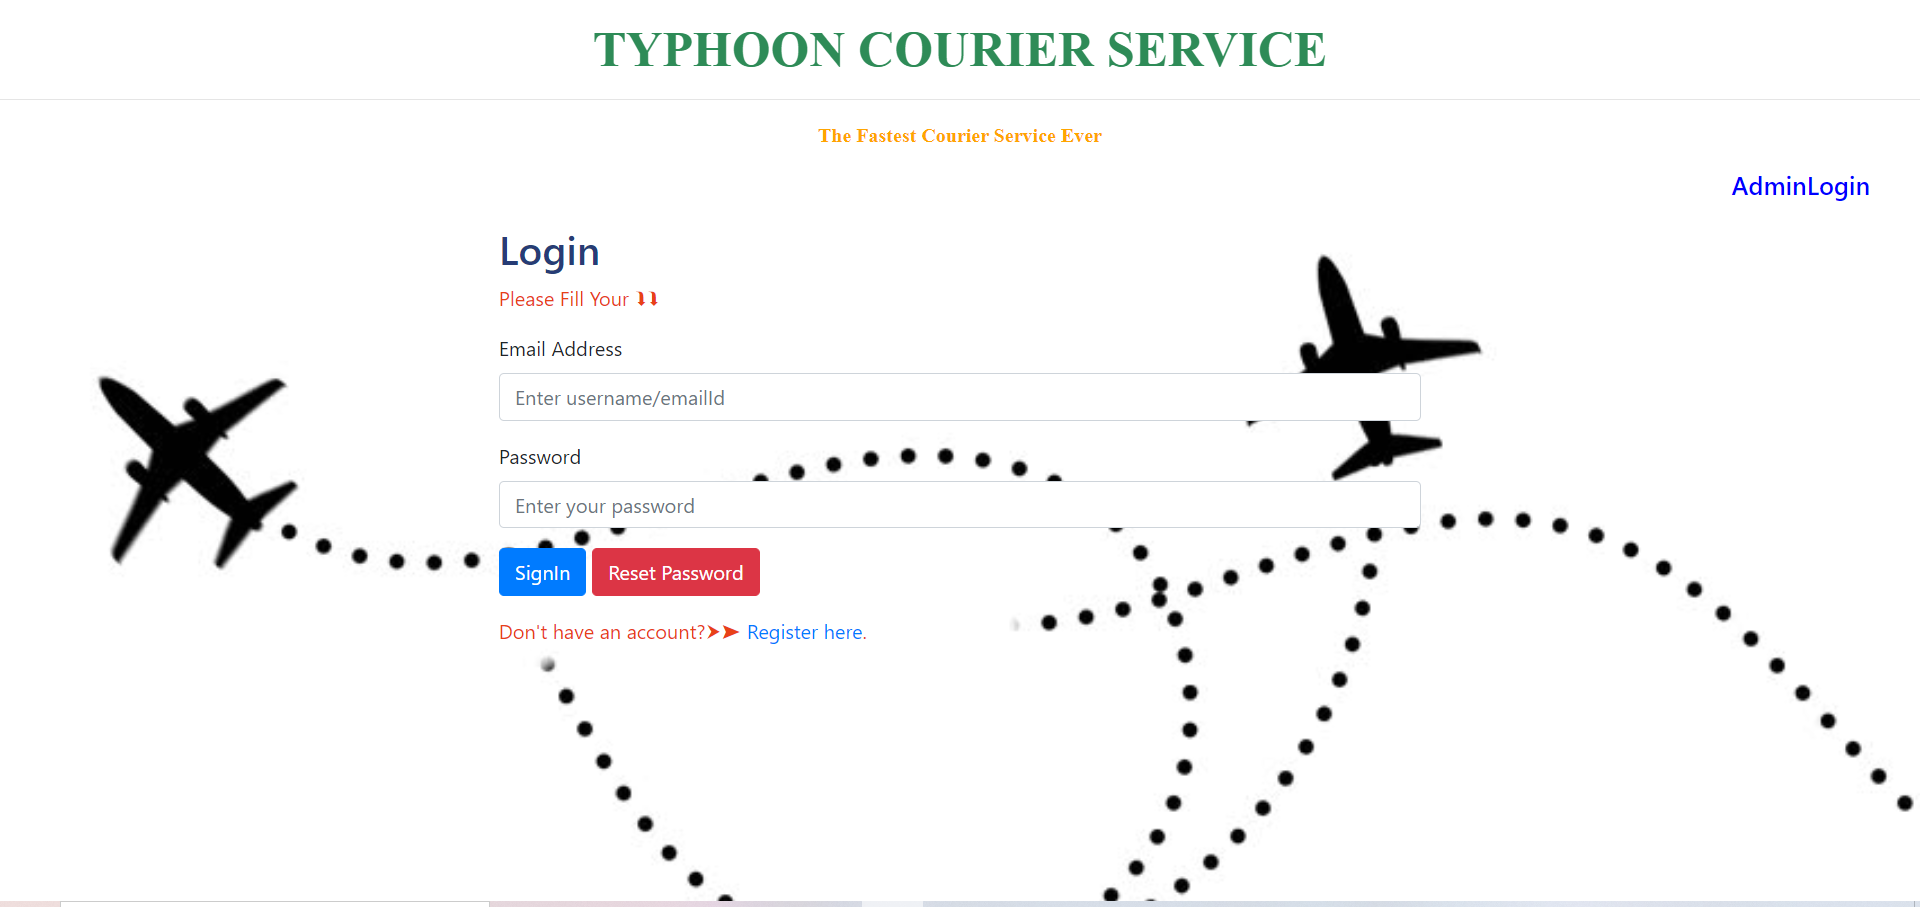 TYPHOON COURIER SERVICE
The Fastest Courier Service Ever
AdminLogin
Login
Please Fill Your ⮯⮯
Email Address
Enter username/emailId
Password
Enter your password
SignIn Reset Password
Don't have an account?➤➤ Register here.